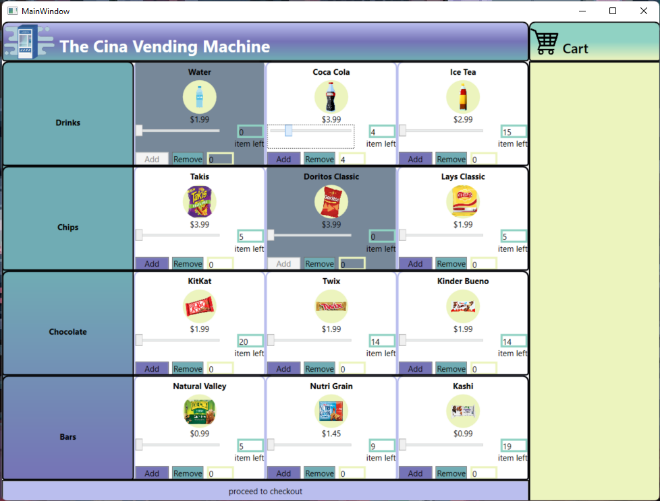 MainWindow
The Cina Vending Machine
Cart
Drinks
Water
$1.99
0
item left
Add Remove 0
Coca Cola
$3.99
4
item left
Add Remove 4
Ice Tea
$2.99
15
item left
Add Remove 0
Chips
Takis
$3.99
5
item left
Add Remove 0
Doritos Classic
$3.99
0
item left
Add Remove 0
Lays Classic
$1.99
5
item left
Add Remove 0
Chocolate
KitKat
$1.99
20
item left
Add Remove 0
Twix
$1.99
14
item left
Add Remove 0
Kinder Bueno
$1.99
14
item left
Add Remove 0
Bars
Natural Valley
$0.99
5
item left
Add Remove 0
Nutri Grain
$1.45
9
item left
Add Remove 0
Kashi
$0.99
19
item left
Add Remove 0
proceed to checkout